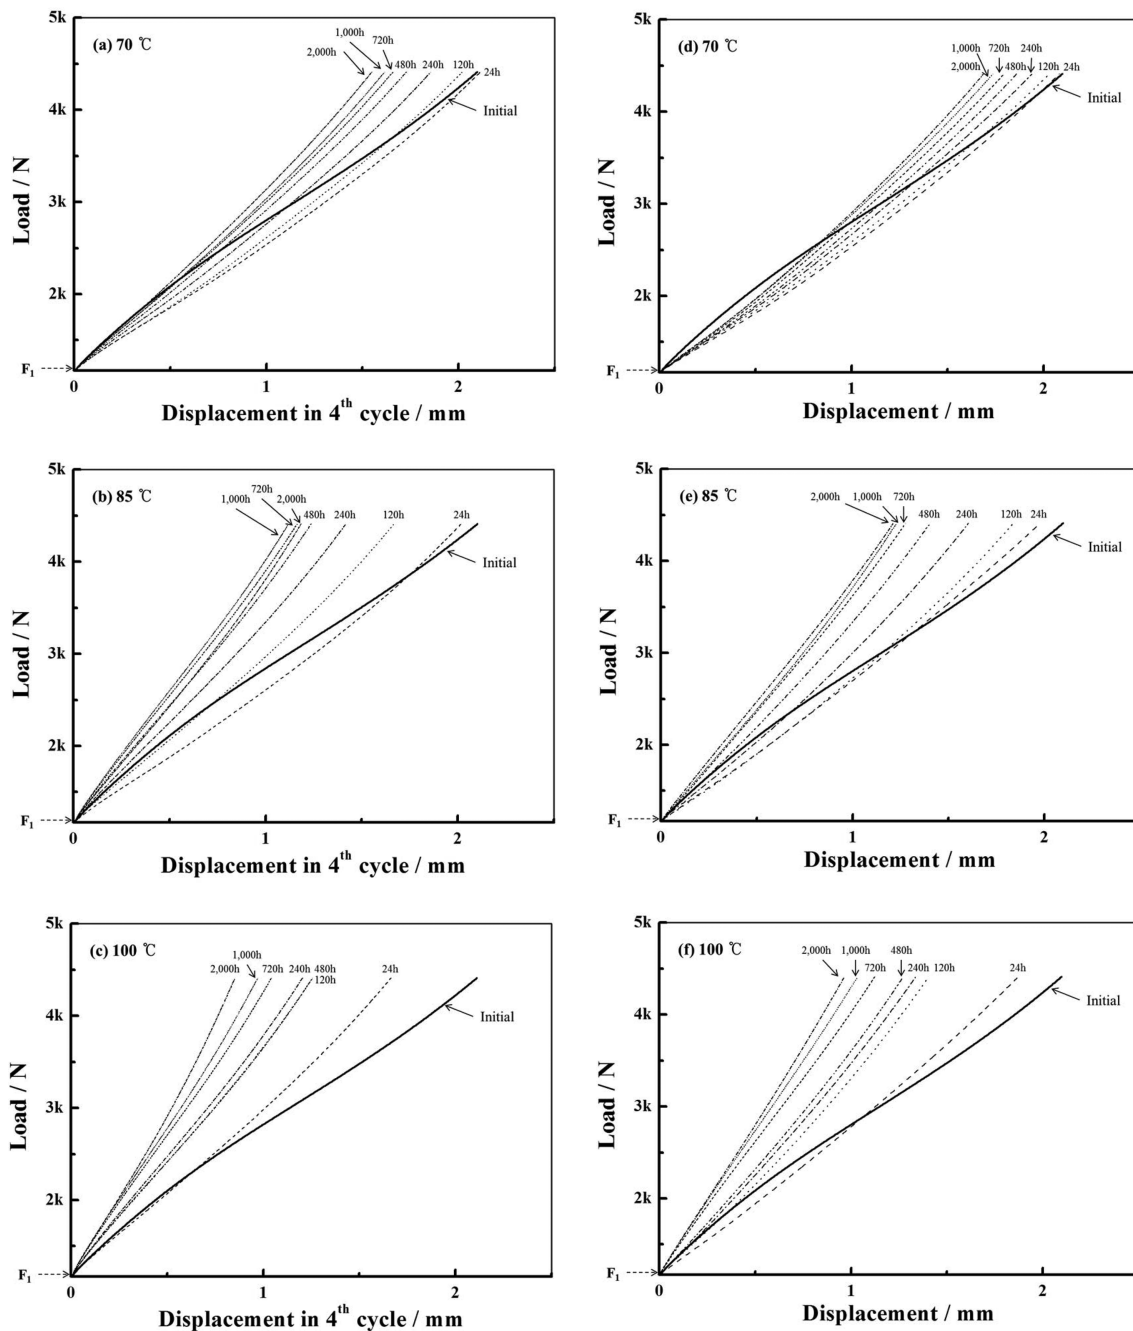 5k
(a) 70 ℃
1,000h
720h
2,000h
480h
240h
120h
24h
4k
Initial
Load / N
3k
2k
F1
0
1
2
Displacement in 4th cycle / mm
5k
(d) 70 ℃
1,000h
720h
240h
2,000h
480h
120h
24h
4k
Initial
Load / N
3k
2k
F1
0
1
2
Displacement / mm
5k
(b) 85 ℃
720h
1,000h
2,000h
480h
240h
120h
24h
4k
Initial
Load / N
3k
2k
F1
0
1
2
Displacement in 4th cycle / mm
5k
(e) 85 ℃
2,000h
1,000h
720h
480h
240h
120h
24h
4k
Initial
Load / N
3k
2k
F1
0
1
2
Displacement / mm
5k
(c) 100 ℃
1,000h
2,000h
720h
240h
480h
120h
24h
4k
Initial
Load / N
3k
2k
F1
0
1
2
Displacement in 4th cycle / mm
5k
(f) 100 ℃
2,000h
1,000h
480h
720h
240h
120h
24h
4k
Initial
Load / N
3k
2k
F1
0
1
2
Displacement / mm